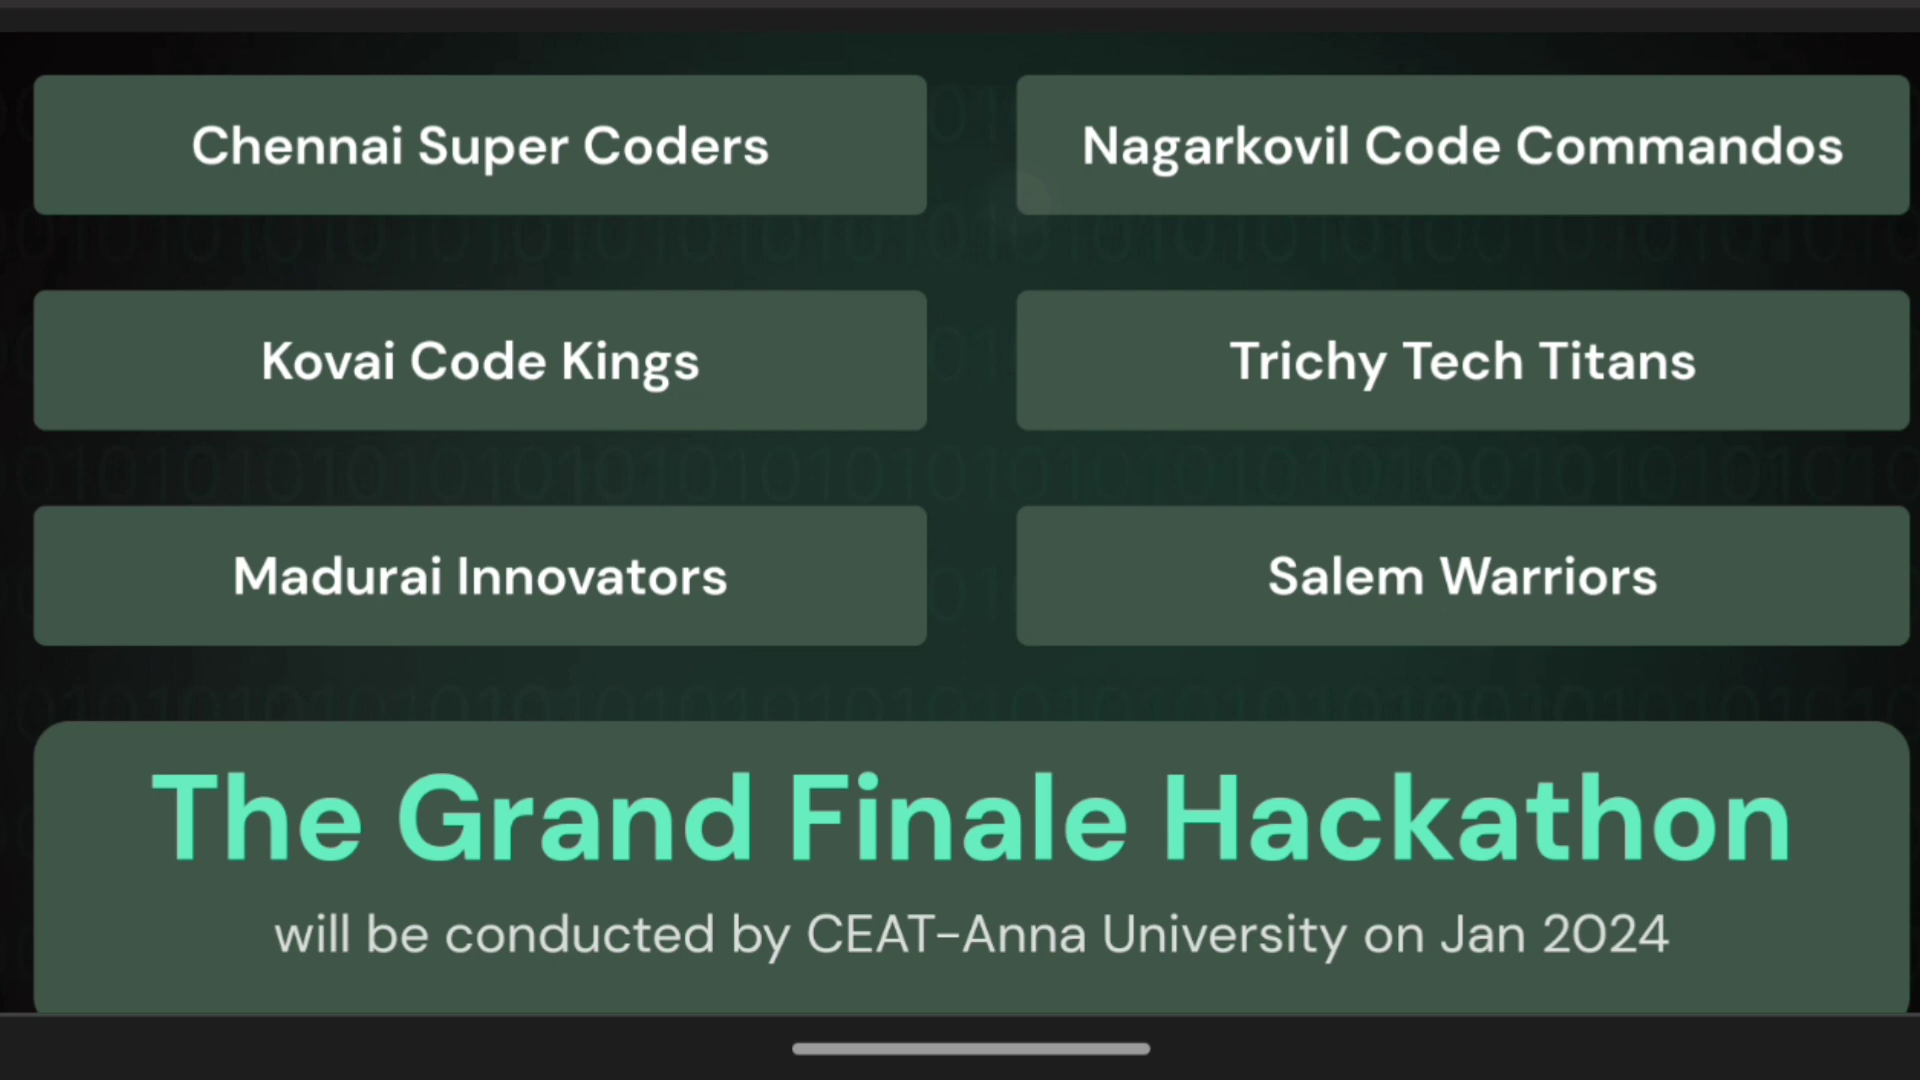 Chennai Super Coders
Nagarkovil Code Commandos
Kovai Code Kings
Trichy Tech Titans
Madurai Innovators
Salem Warriors
The Grand Finale Hackathon
will be conducted by CEAT-Anna University on Jan 2024